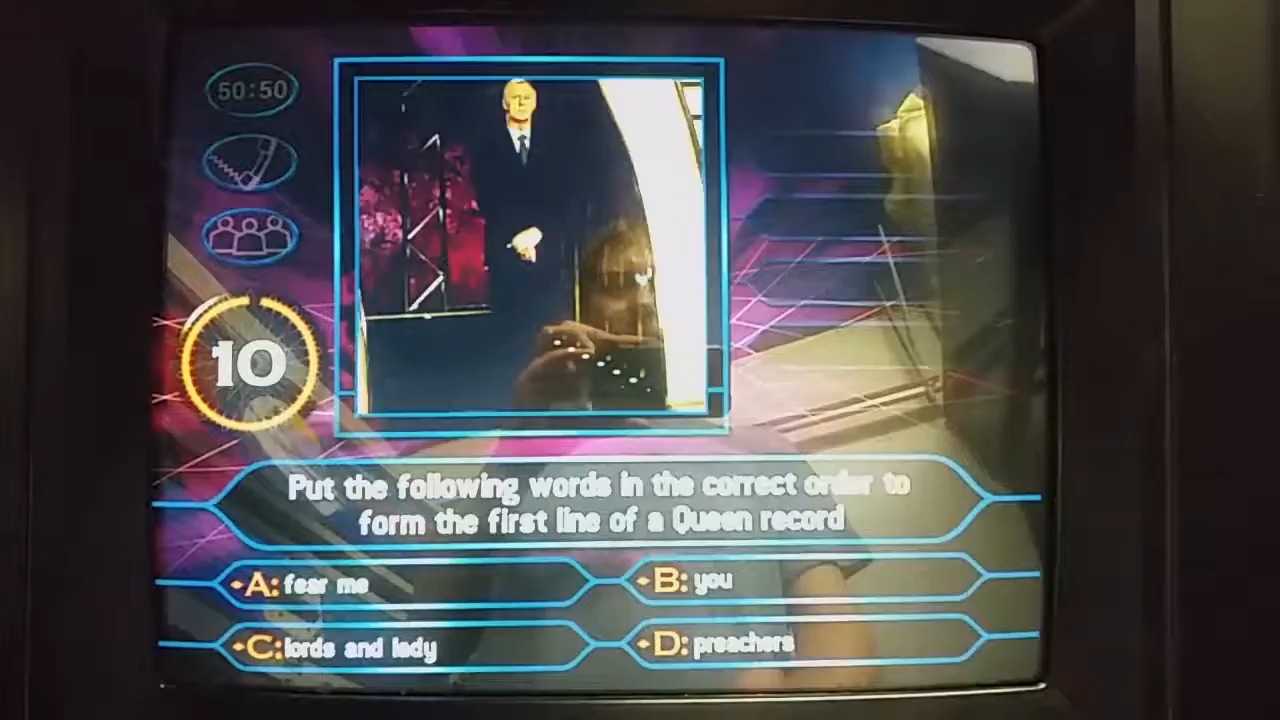 50:50
10
Put the following words in the correct order to
form the first line of a Queen record
A: fear me
B: you
C: lords and lady
D: preachers